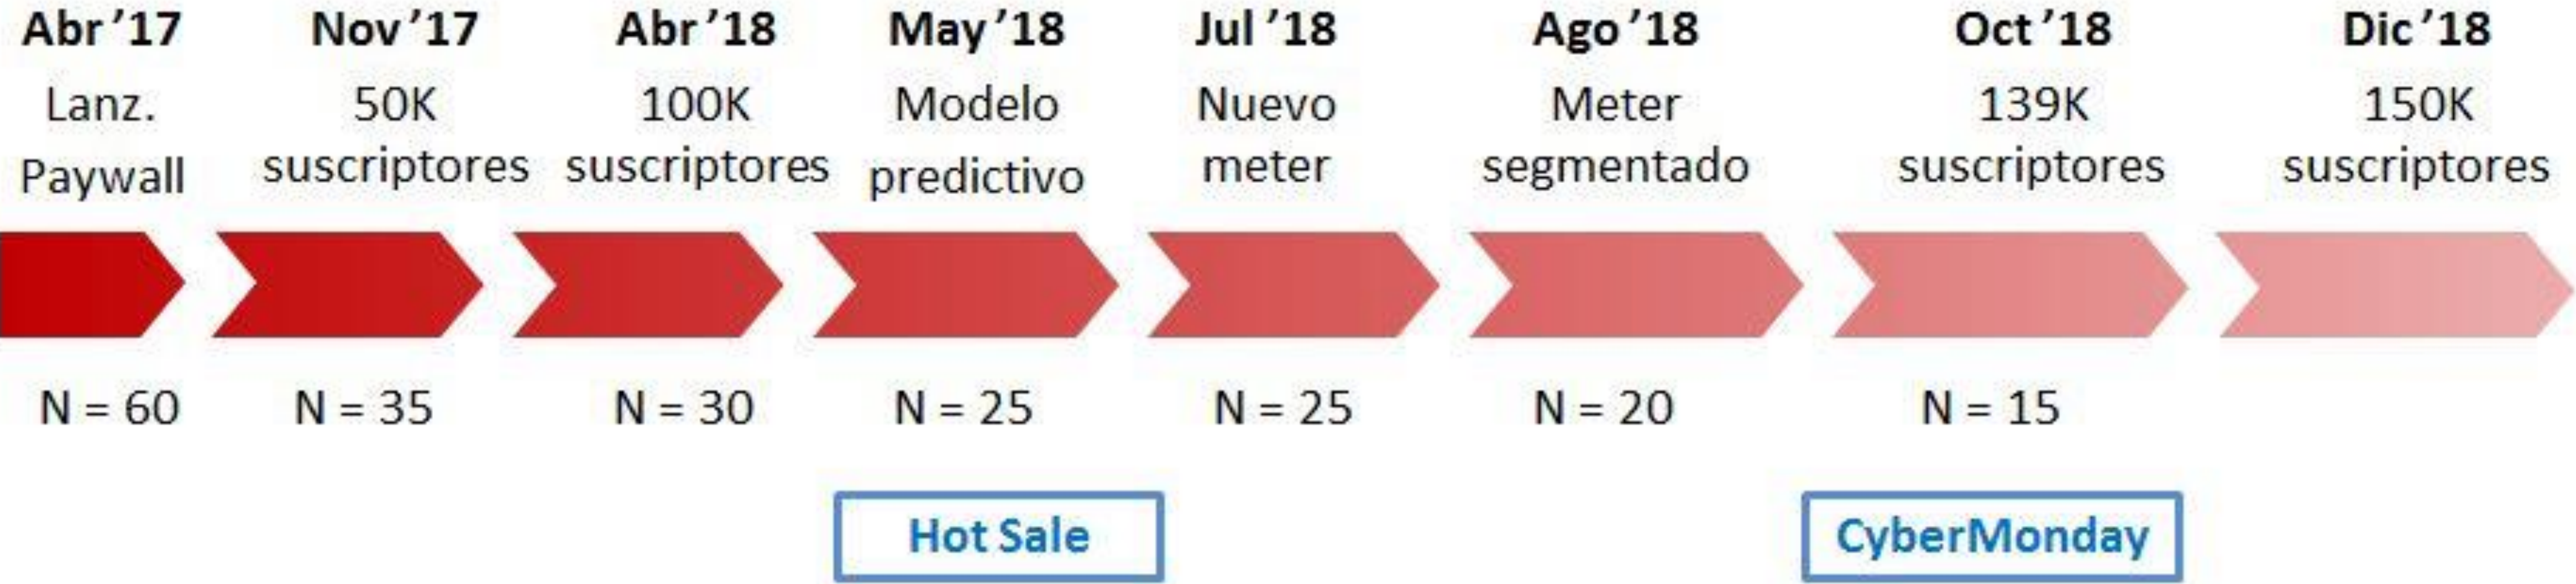 Abr ’17
Lanz.
Paywall
N = 60
Nov ’17
50K
suscriptores
N = 35
Abr ’18
100K
suscriptores
N = 30
May ’18
Modelo
predictivo
N = 25
Hot Sale
Jul ’18
Nuevo
meter
N = 25
Ago ’18
Meter
segmentado
N = 20
Oct ’18
139K
suscriptores
N = 15
CyberMonday
Dic ’18
150K
suscriptores